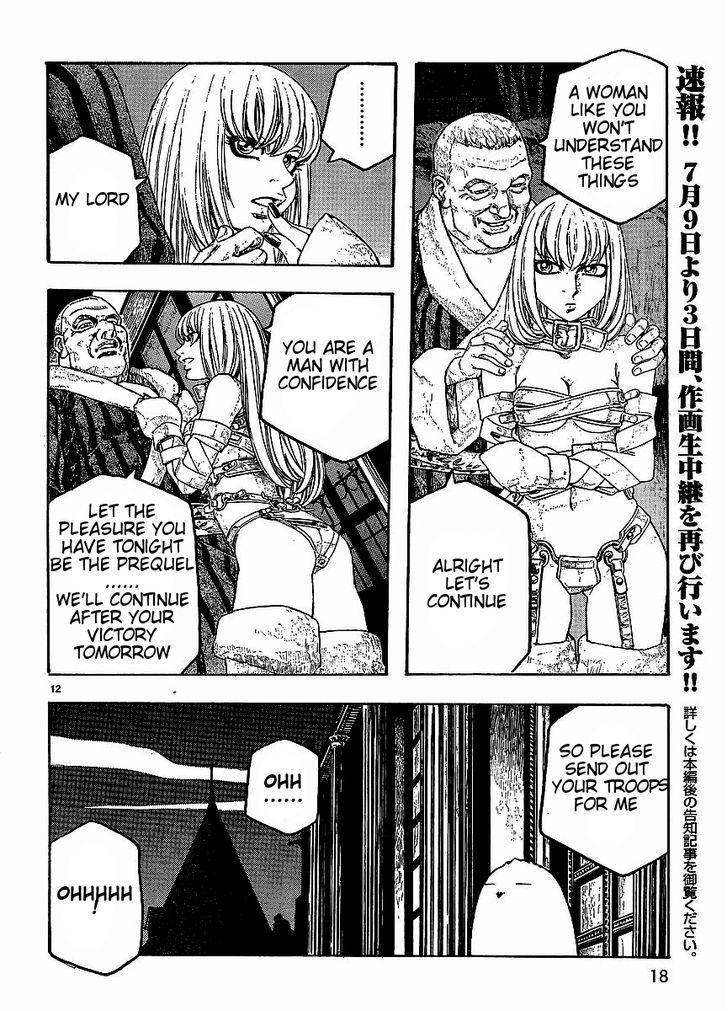 速報!! 7月9日より3日間、作画生中継を再び行います!!
詳しくは本編後の告知記事を御覧ください。
A WOMAN
LIKE YOU
WON'T
UNDERSTAND
THESE
THINGS
ALRIGHT
LET'S
CONTINUE
………
MY LORD
YOU ARE A
MAN WITH
CONFIDENCE
LET THE
PLEASURE YOU
HAVE TONIGHT
BE THE PREQUEL
......
WE'LL CONTINUE
AFTER YOUR
VICTORY
TOMORROW
12
SO PLEASE
SEND OUT
YOUR TROOPS
FOR ME
OHH
......
OHHHHH
!
18